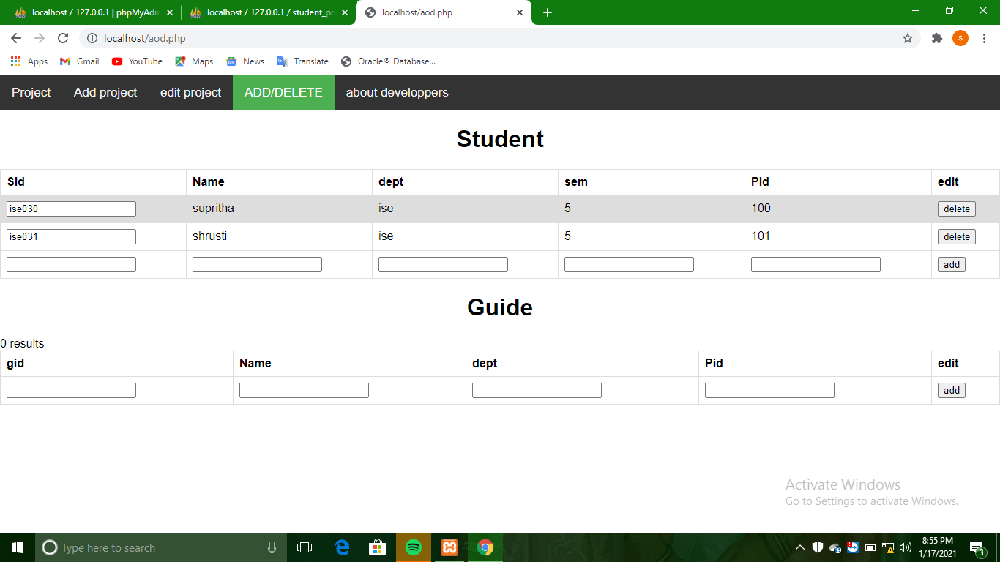 localhost / 127.0.0.1 | phpMyAdm
localhost / 127.0.0.1 / student_pr
localhost/aod.php
localhost/aod.php
S
Apps Gmail YouTube Maps News Translate Oracle® Database...
Project Add project edit project ADD/DELETE about developpers
Student
Sid Name dept sem Pid edit
ise030 supritha ise 5 100 delete
ise031 shrusti ise 5 101 delete
add
Guide
0 results
gid Name dept Pid edit
add
Activate Windows
Go to Settings to activate Windows.
Type here to search
8:55 PM
1/17/2021
3